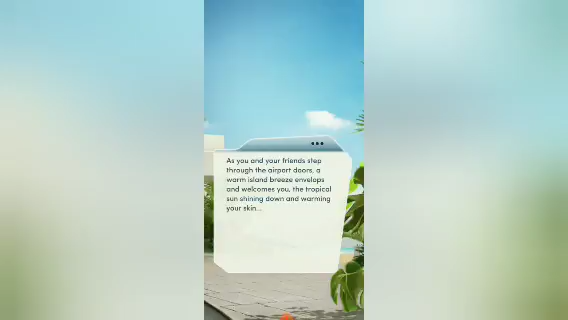 As you and your friends step
through the airport doors, a
warm island breeze envelops
and welcomes you, the tropical
sun shining down and warming
your skin...